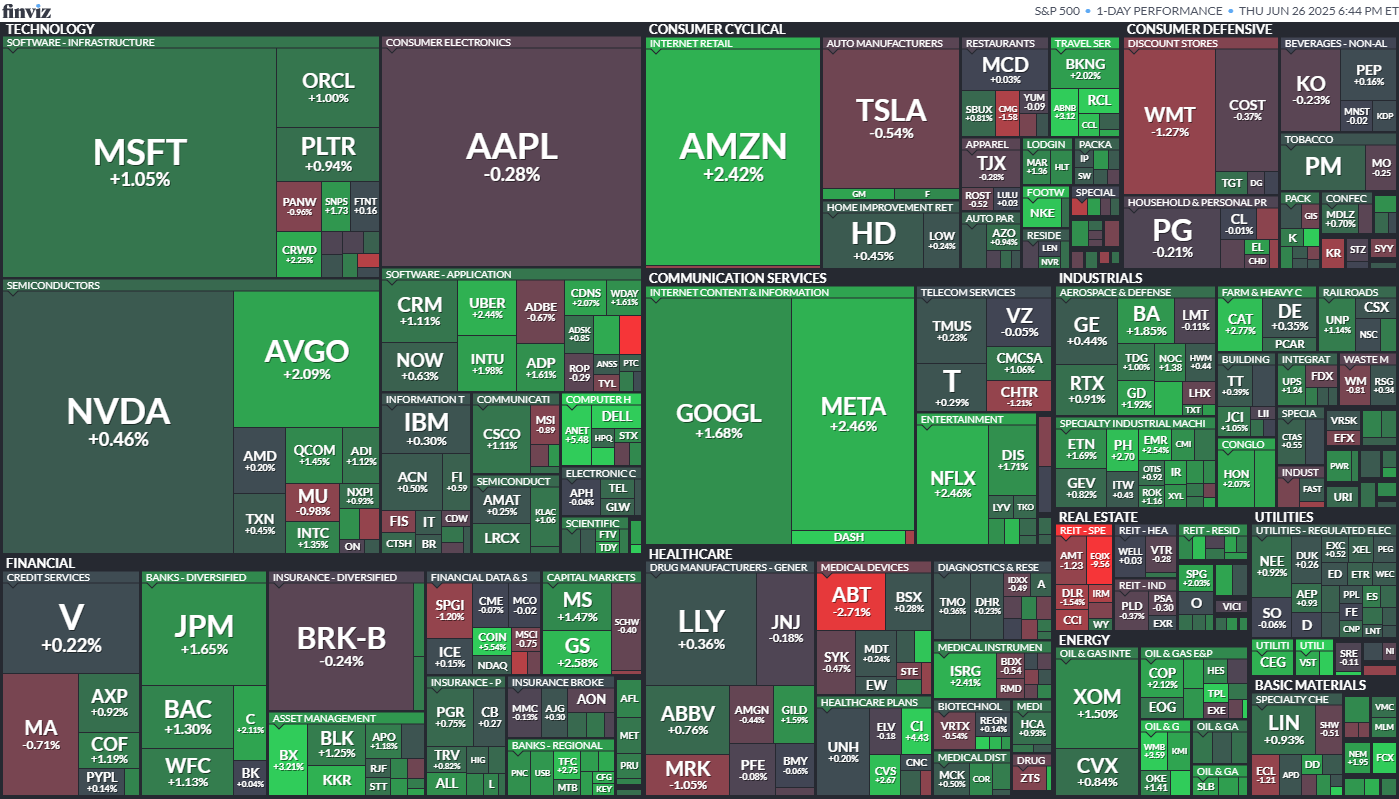 finviz
S&P 500 • 1-DAY PERFORMANCE • THU JUN 26 2025 6:44 PM ET
TECHNOLOGY
SOFTWARE - INFRASTRUCTURE
MSFT
+1.05%
ORCL
+1.00%
PLTR
+0.94%
PANW
-0.96%
SNPS
+1.73
FTNT
+0.16
CRWD
+2.25%
CONSUMER ELECTRONICS
AAPL
-0.28%
SEMICONDUCTORS
NVDA
+0.46%
AVGO
+2.09%
AMD
+0.20%
QCOM
+1.45%
ADI
+1.12%
TXN
+0.45%
MU
-0.98%
NXPI
+0.93%
INTC
+1.35%
ON
SOFTWARE - APPLICATION
CRM
+1.11%
UBER
+2.44%
ADBE
-0.67%
CDNS
+2.07%
WDAY
+1.61%
NOW
+0.63%
INTU
+1.98%
ADP
+1.61%
ADSK
+0.85
ROP
-0.29
ANSS
PTC
TYL
INFORMATION T
IBM
+0.30%
ACN
+0.50%
FI
+0.59
FIS
IT
CDW
CTSH
BR
COMMUNICATI
CSCO
+1.11%
MSI
-0.89
COMPUTER H
ANET
+5.48
DELL
HPQ
STX
SEMICONDUCT
AMAT
+0.25%
KLAC
+1.06
LRCX
ELECTRONIC C
APH
-0.04%
TEL
GLW
SCIENTIFIC
FTV
TDY
CONSUMER CYCLICAL
INTERNET RETAIL
AMZN
+2.42%
AUTO MANUFACTURERS
TSLA
-0.54%
GM
F
HOME IMPROVEMENT RET
HD
+0.45%
LOW
+0.24%
RESTAURANTS
MCD
+0.03%
SBUX
+0.81%
CMG
-1.58
YUM
-0.09
TRAVEL SER
BKNG
+2.02%
ABNB
+3.12
RCL
CCL
APPAREL
TJX
-0.28%
ROST
-0.52
LULU
+0.03
LODGIN
MAR
+1.36
HLT
PACKA
IP
SW
FOOTW
NKE
SPECIAL
AUTO PAR
AZO
+0.94%
RESIDE
LEN
NVR
CONSUMER DEFENSIVE
DISCOUNT STORES
WMT
-1.27%
COST
-0.37%
TGT
DG
BEVERAGES - NON-AL
KO
-0.23%
PEP
+0.16%
MNST
-0.02
KDP
TOBACCO
PM
MO
-0.25
HOUSEHOLD & PERSONAL PR
PG
-0.21%
CL
-0.01%
EL
CHD
PACK
GIS
K
CONFEC
MDLZ
+0.70%
KR
STZ
SYY
COMMUNICATION SERVICES
INTERNET CONTENT & INFORMATION
GOOGL
+1.68%
META
+2.46%
DASH
TELECOM SERVICES
TMUS
+0.23%
VZ
-0.05%
T
+0.29%
CMCSA
+1.06%
CHTR
-1.21%
ENTERTAINMENT
NFLX
+2.46%
DIS
+1.71%
LYV
TKO
INDUSTRIALS
AEROSPACE & DEFENSE
GE
+0.44%
BA
+1.85%
LMT
-0.11%
RTX
+0.91%
TDG
+1.00%
NOC
+1.38
HWM
+0.44
GD
+1.92%
LHX
TXT
FARM & HEAVY C
CAT
+2.77%
DE
+0.35%
PCAR
RAILROADS
UNP
+1.14%
CSX
NSC
BUILDING
TT
+0.39%
JCI
+1.05%
LII
INTEGRAT
UPS
+1.24
FDX
WASTE M
WM
-0.81
RSG
+0.34
SPECIALTY INDUSTRIAL MACHI
ETN
+1.69%
PH
+2.70
EMR
+2.54%
CMI
GEV
+0.82%
ITW
+0.43
OTIS
+0.92
IR
ROK
+1.16
XYL
CONGLO
HON
+2.07%
SPECIA
CTAS
+0.55
INDUST
FAST
VRSK
EFX
PWR
URI
FINANCIAL
CREDIT SERVICES
V
+0.22%
MA
-0.71%
AXP
+0.92%
COF
+1.19%
PYPL
+0.14%
BANKS - DIVERSIFIED
JPM
+1.65%
BAC
+1.30%
C
+2.11%
WFC
+1.13%
BK
+0.04%
INSURANCE - DIVERSIFIED
BRK-B
-0.24%
ASSET MANAGEMENT
BX
+3.21%
BLK
+1.25%
APO
+1.18%
KKR
RJF
STT
FINANCIAL DATA & S
SPGI
-1.20%
CME
-0.07%
MCO
-0.02
ICE
+0.15%
COIN
+5.54%
MSCI
-0.75
NDAQ
CAPITAL MARKETS
MS
+1.47%
GS
+2.58%
SCHW
-0.40
INSURANCE - P
PGR
+0.75%
CB
+0.27
TRV
+0.82%
HIG
ALL
L
INSURANCE BROKE
MMC
-0.13%
AJG
+0.30
AON
BANKS - REGIONAL
PNC
USB
TFC
+2.75
MTB
CFG
KEY
AFL
MET
PRU
HEALTHCARE
DRUG MANUFACTURERS - GENER
LLY
+0.36%
JNJ
-0.18%
ABBV
+0.76%
AMGN
-0.44%
GILD
+1.59%
MRK
-1.05%
PFE
-0.08%
BMY
-0.06%
MEDICAL DEVICES
ABT
-2.71%
BSX
+0.28%
SYK
-0.47%
MDT
+0.24%
EW
STE
HEALTHCARE PLANS
UNH
+0.20%
ELV
-0.18
CI
+4.43
CVS
+2.67
CNC
DIAGNOSTICS & RESE
TMO
+0.36%
DHR
+0.23%
IDXX
-0.49
A
MEDICAL INSTRUMEN
ISRG
+2.41%
BDX
-0.54
RMD
BIOTECHNOL
VRTX
-0.54%
REGN
+0.14%
MEDI
HCA
+0.93%
MEDICAL DIST
MCK
+0.50%
COR
DRUG
ZTS
REAL ESTATE
REIT - SPE
AMT
-1.23
EQIX
-9.56
DLR
-1.54%
IRM
CCI
WY
REIT - HEA
WELL
+0.03
VTR
-0.28
REIT - IND
PLD
-0.37%
PSA
-0.30
EXR
REIT - RESID
SPG
+2.03%
O
VICI
UTILITIES
UTILITIES - REGULATED ELEC
NEE
+0.92%
DUK
+0.26
EXC
+0.52
XEL
PEG
ED
ETR
WEC
SO
-0.06%
AEP
+0.93
PPL
ES
D
FE
CNP
LNT
UTILITI
CEG
UTILI
VST
SRE
-0.11
NI
ENERGY
OIL & GAS INTE
XOM
+1.50%
CVX
+0.84%
OIL & GAS E&P
COP
+2.12%
HES
EOG
TPL
EXE
OIL & G
WMB
+3.59
KMI
OKE
+1.41
OIL & GA
OIL & GA
SLB
BASIC MATERIALS
SPECIALTY CHE
LIN
+0.93%
SHW
-0.51
ECL
-1.21
APD
DD
VMC
MLM
NEM
+1.95
FCX